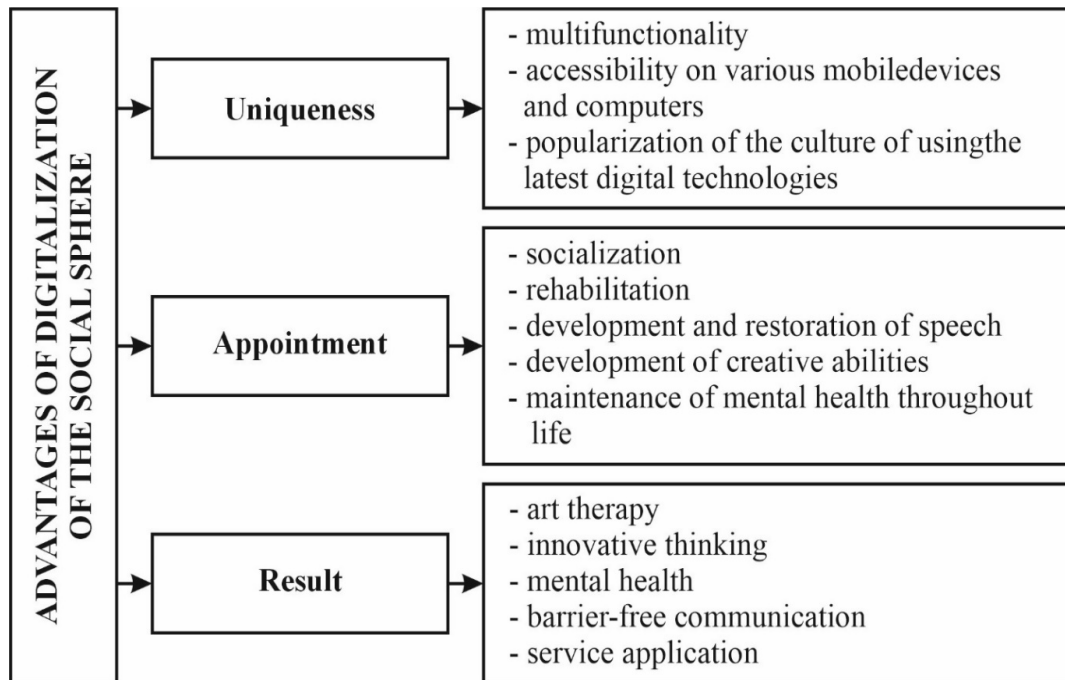 ADVANTAGES OF DIGITALIZATION
OF THE SOCIAL SPHERE
Uniqueness
- multifunctionality
- accessibility on various mobiledevices
and computers
- popularization of the culture of usingthe
latest digital technologies
Appointment
- socialization
- rehabilitation
- development and restoration of speech
- development of creative abilities
- maintenance of mental health throughout
life
Result
- art therapy
- innovative thinking
- mental health
- barrier-free communication
- service application